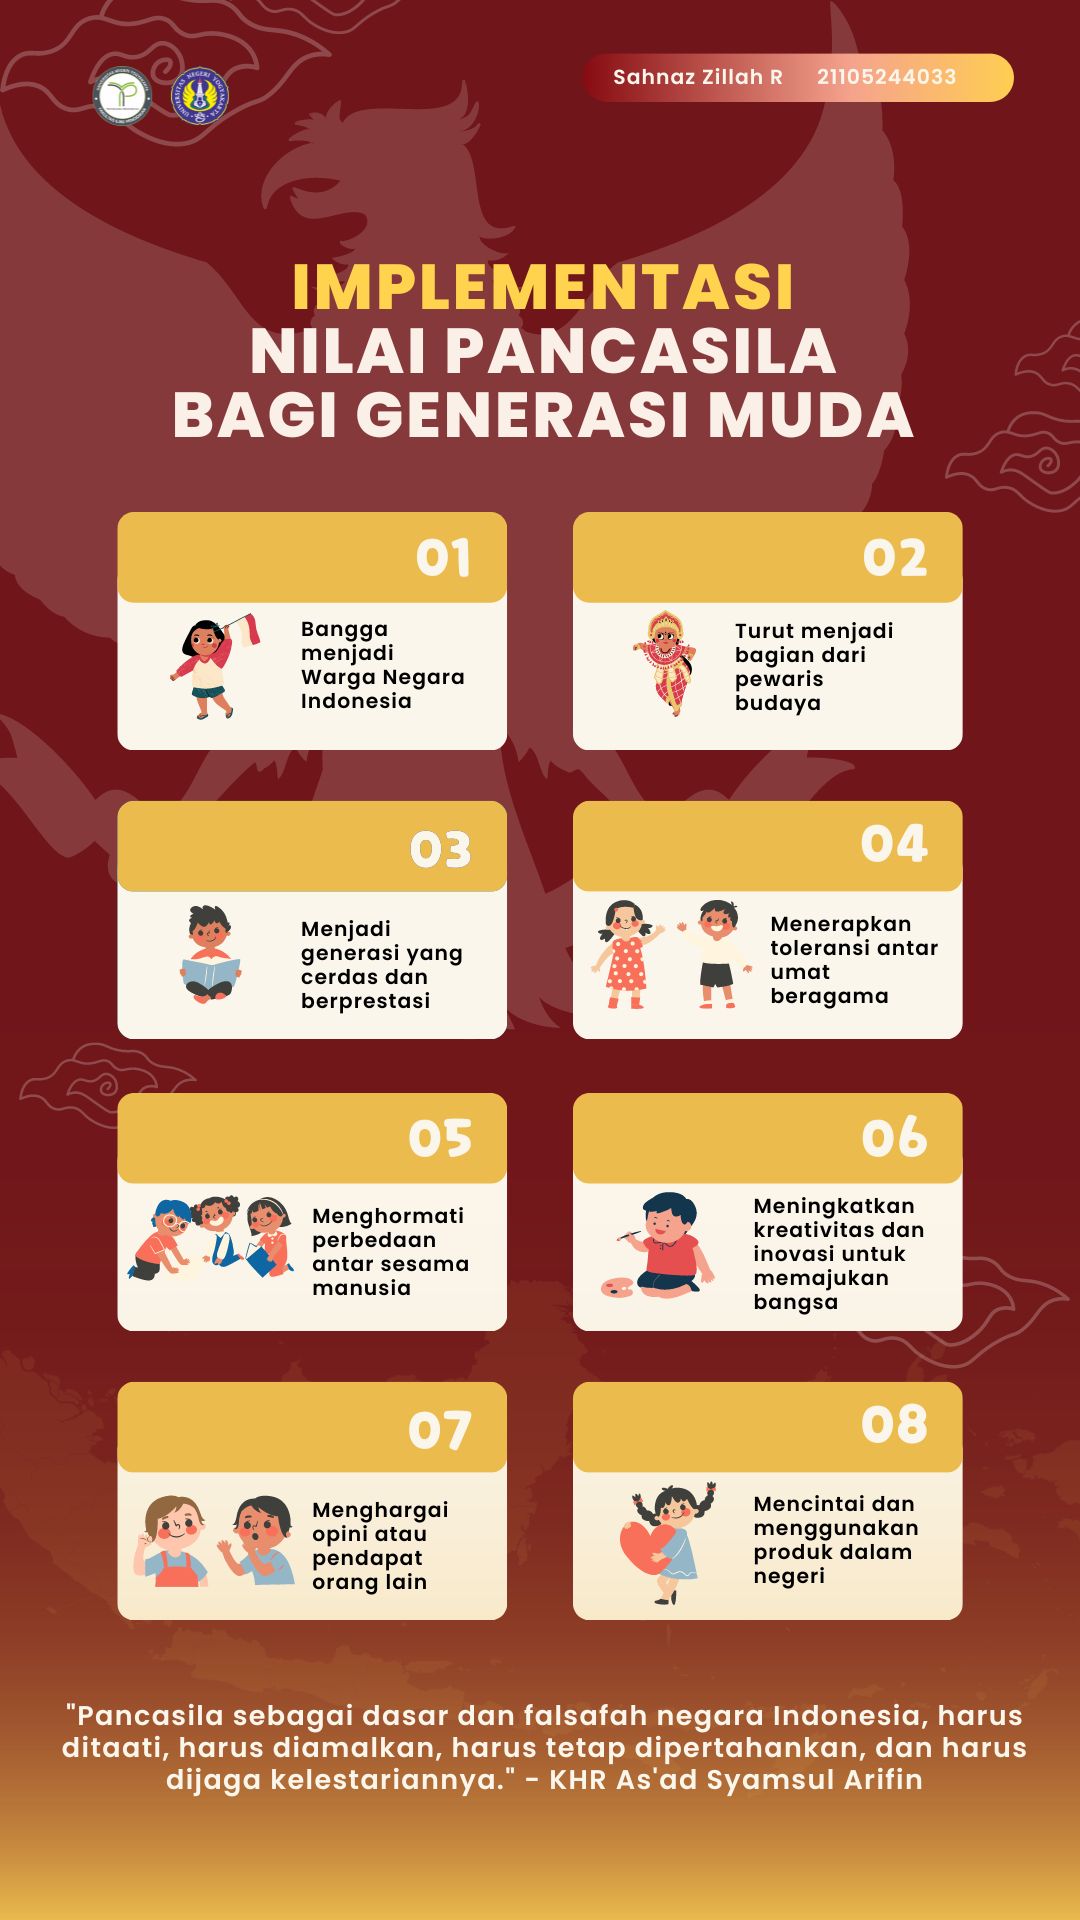 Sahnaz Zillah R 21105244033
UNIVERSITAS NEGERI YOGYAKARTA
IMPLEMENTASI
NILAI PANCASILA
BAGI GENERASI MUDA
01
Bangga
menjadi
Warga Negara
Indonesia
02
Turut menjadi
bagian dari
pewaris
budaya
03
Menjadi
generasi yang
cerdas dan
berprestasi
04
Menerapkan
toleransi antar
umat
beragama
05
Menghormati
perbedaan
antar sesama
manusia
06
Meningkatkan
kreativitas dan
inovasi untuk
memajukan
bangsa
07
Menghargai
opini atau
pendapat
orang lain
08
Mencintai dan
menggunakan
produk dalam
negeri
"Pancasila sebagai dasar dan falsafah negara Indonesia, harus
ditaati, harus diamalkan, harus tetap dipertahankan, dan harus
dijaga kelestariannya." - KHR As'ad Syamsul Arifin